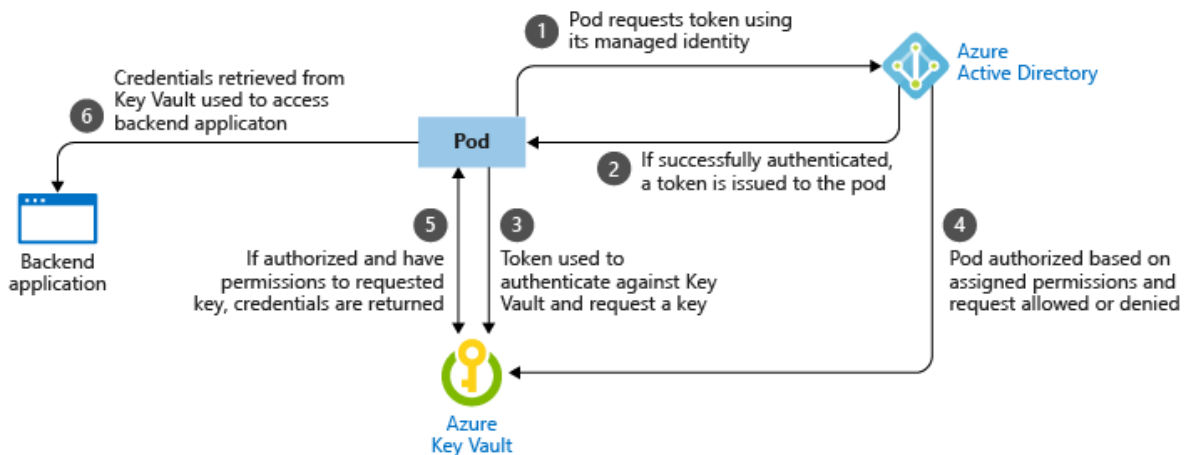 1
Pod requests token using
its managed identity
Azure
Active Directory
Credentials retrieved from
Key Vault used to access
backend applicaton
6
Pod
2
If successfully authenticated,
a token is issued to the pod
Backend
application
5
If authorized and have
permissions to requested
key, credentials are returned
3
Token used to
authenticate against Key
Vault and request a key
4
Pod authorized based on
assigned permissions and
request allowed or denied
Azure
Key Vault